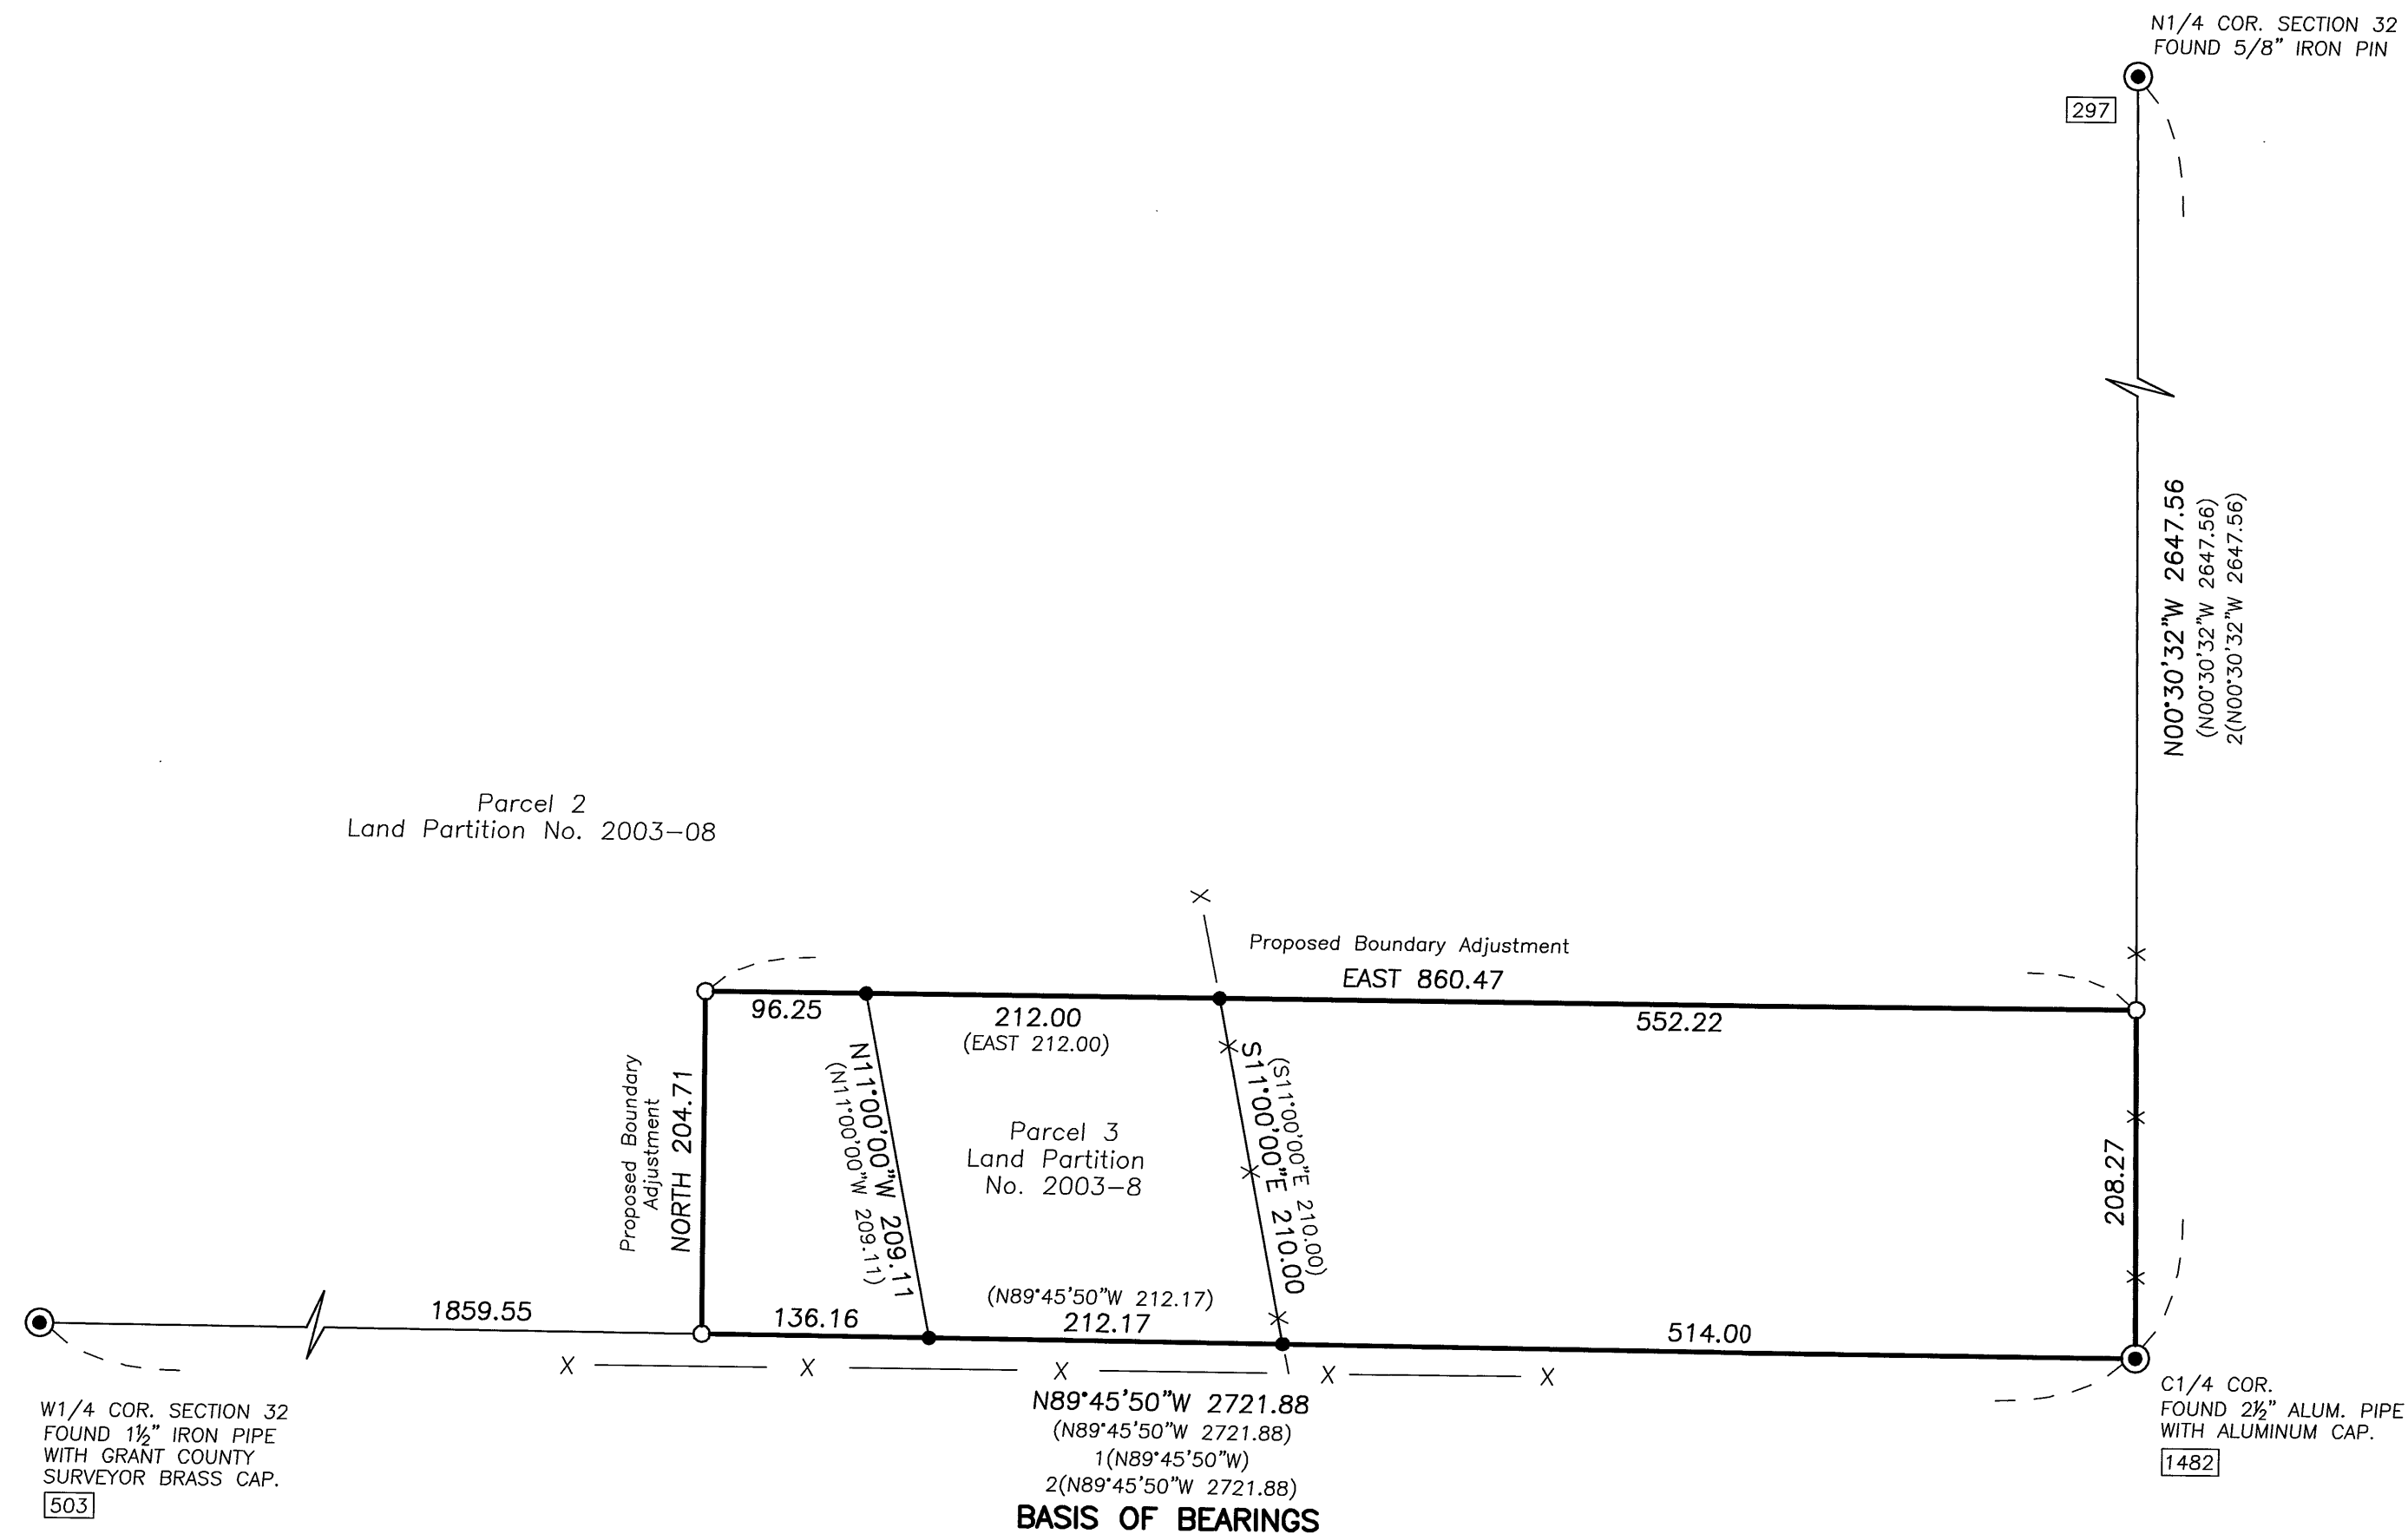 N1/4 COR. SECTION 32
FOUND 5/8" IRON PIN
297
N00°30'32"W 2647.56
(N00°30'32"W 2647.56)
2(N00°30'32"W 2647.56)
Parcel 2
Land Partition No. 2003-08
X
Proposed Boundary Adjustment
EAST 860.47
96.25
212.00
(EAST 212.00)
552.22
Proposed Boundary
Adjustment
NORTH 204.71
N11°00'00"W 209.11
(N11°00'00"W 209.11)
Parcel 3
Land Partition
No. 2003-8
(S11°00'00"E 210.00)
S11°00'00"E 210.00
208.27
1859.55
136.16
(N89°45'50"W 212.17)
212.17
514.00
X X X X X
N89°45'50"W 2721.88
(N89°45'50"W 2721.88)
1(N89°45'50"W)
2(N89°45'50"W 2721.88)
BASIS OF BEARINGS
W1/4 COR. SECTION 32
FOUND 1½" IRON PIPE
WITH GRANT COUNTY
SURVEYOR BRASS CAP.
503
C1/4 COR.
FOUND 2½" ALUM. PIPE
WITH ALUMINUM CAP.
1482